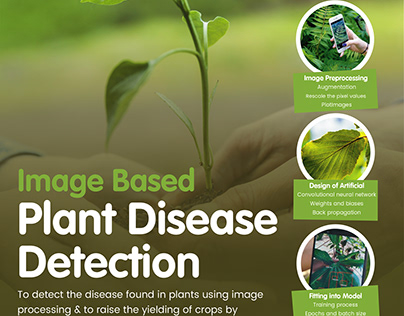 Image Based
Plant Disease
Detection
To detect the disease found in plants using image
processing & to raise the yielding of crops by
Image Preprocessing
Augmentation
Rescale the pixel values
Plotimages
Design of Artificial
Convolutional neural network
Weights and biases
Back propagation
Fitting into Model
Training process
Epochs and batch size